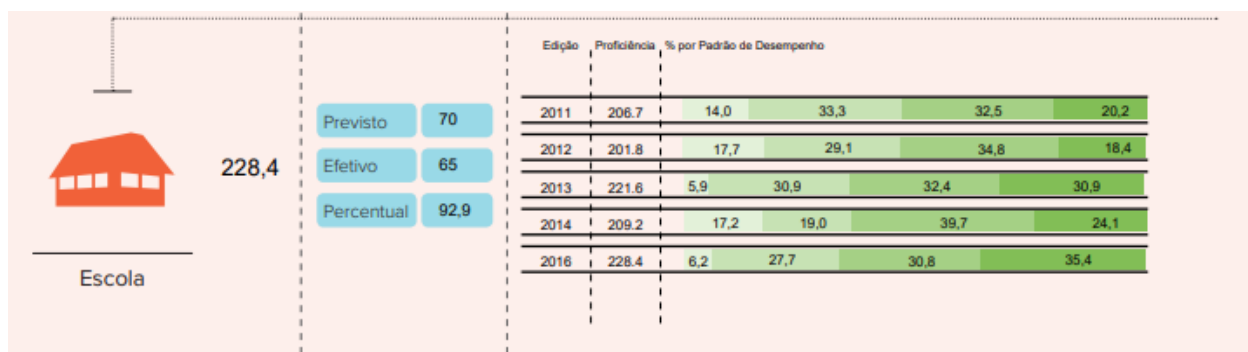 Escola
228,4
Previsto 70
Efetivo 65
Percentual 92,9
Edição Proficiência % por Padrão de Desempenho
2011 206.7 14,0 33,3 32,5 20,2
2012 201.8 17,7 29,1 34,8 18,4
2013 221.6 5,9 30,9 32,4 30,9
2014 209.2 17,2 19,0 39,7 24,1
2016 228.4 6,2 27,7 30,8 35,4